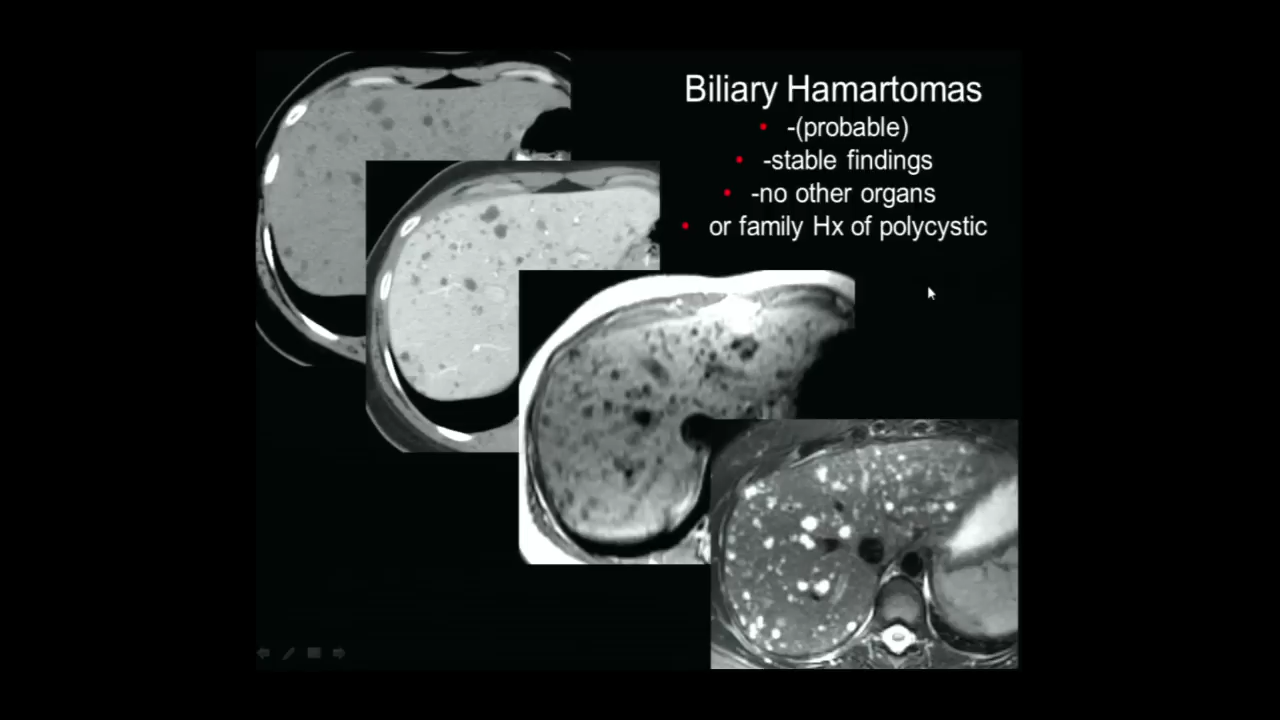 Biliary Hamartomas
-(probable)
-stable findings
-no other organs
or family Hx of polycystic